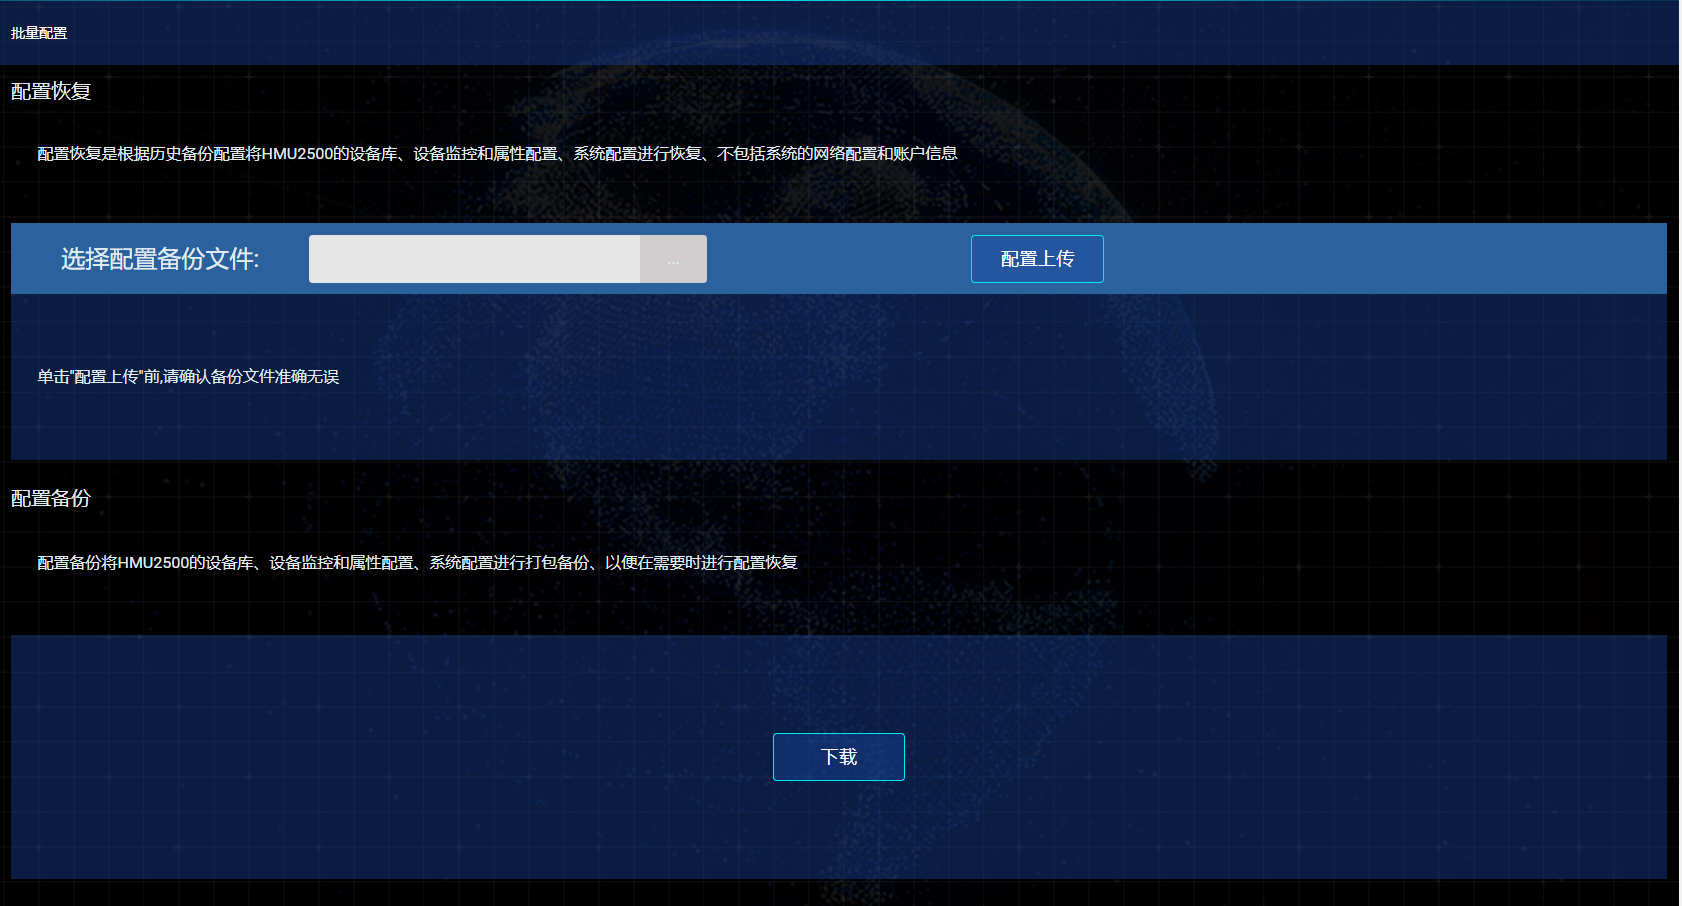 批量配置
配置恢复
配置恢复是根据历史备份配置将HMU2500的设备库、设备监控和属性配置、系统配置进行恢复、不包括系统的网络配置和账户信息
选择配置备份文件: ... 配置上传
单击"配置上传"前,请确认备份文件准确无误
配置备份
配置备份将HMU2500的设备库、设备监控和属性配置、系统配置进行打包备份、以便在需要时进行配置恢复
下载